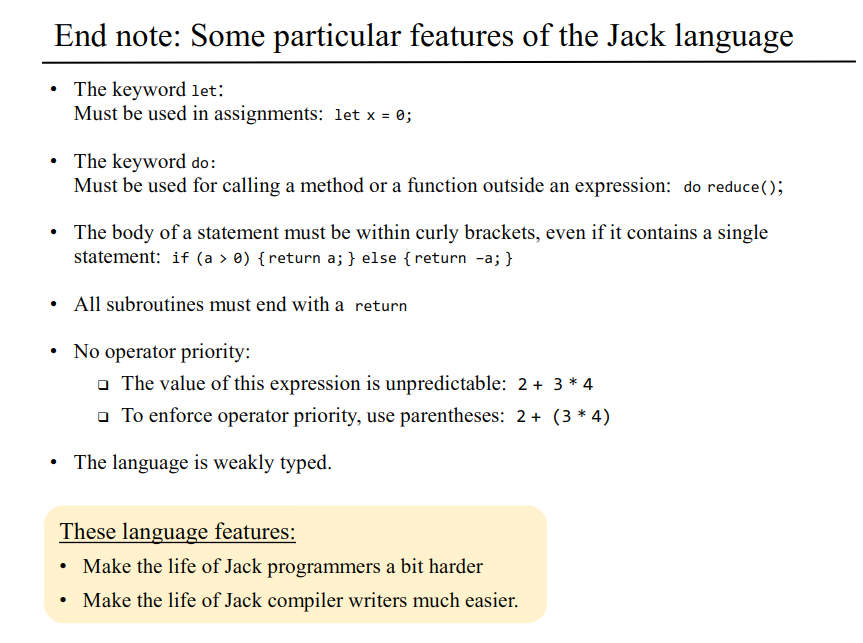 End note: Some particular features of the Jack language
• The keyword let:
Must be used in assignments: let x = 0;
• The keyword do:
Must be used for calling a method or a function outside an expression: do reduce();
• The body of a statement must be within curly brackets, even if it contains a single
statement: if (a > 0) {return a;} else {return -a;}
• All subroutines must end with a return
• No operator priority:
❑ The value of this expression is unpredictable: 2 + 3 * 4
❑ To enforce operator priority, use parentheses: 2 + (3 * 4)
• The language is weakly typed.
These language features:
• Make the life of Jack programmers a bit harder
• Make the life of Jack compiler writers much easier.